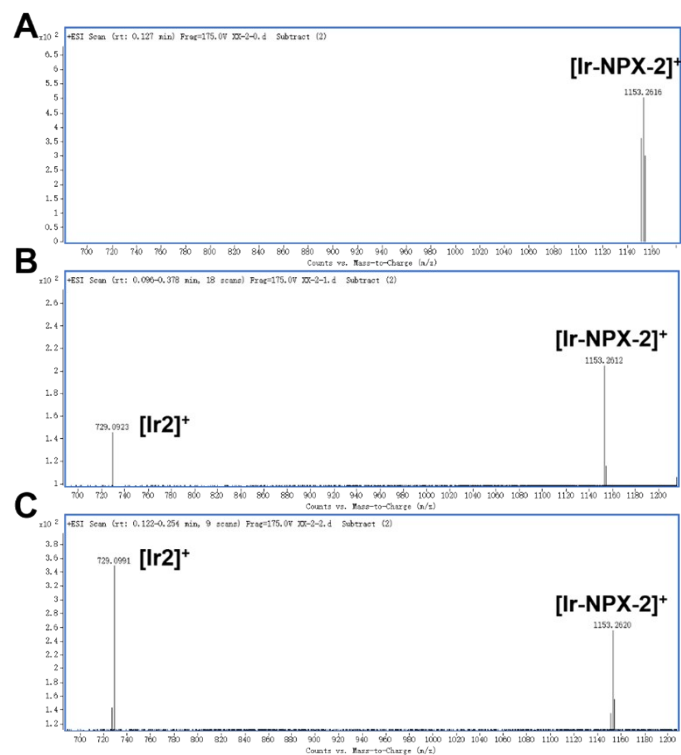 A
x10 2
+ESI Scan (rt: 0.127 min) Frag=175.0V XX-2-0.d Subtract (2)
[Ir-NPX-2]+
1153.2616
6.5
6
5.5
5
4.5
4
3.5
3
2.5
2
1.5
1
0.5
0
700 720 740 760 780 800 820 840 860 880 900 920 940 960 980 1000 1020 1040 1060 1080 1100 1120 1140 1160
Counts vs. Mass-to-Charge (m/z)
B
x10 2
+ESI Scan (rt: 0.096-0.378 min, 18 scans) Frag=175.0V XX-2-1.d Subtract (2)
[Ir-NPX-2]+
1153.2612
[Ir2]+
729.0923
2.6
2.4
2.2
2
1.8
1.6
1.4
1.2
1
700 720 740 760 780 800 820 840 860 880 900 920 940 960 980 1000 1020 1040 1060 1080 1100 1120 1140 1160 1180 1200
Counts vs. Mass-to-Charge (m/z)
C
x10 2
+ESI Scan (rt: 0.122-0.254 min, 9 scans) Frag=175.0V XX-2-2.d Subtract (2)
[Ir2]+
729.0991
[Ir-NPX-2]+
1153.2620
3.8
3.6
3.4
3.2
3
2.8
2.6
2.4
2.2
2
1.8
1.6
1.4
1.2
700 720 740 760 780 800 820 840 860 880 900 920 940 960 980 1000 1020 1040 1060 1080 1100 1120 1140 1160 1180 1200
Counts vs. Mass-to-Charge (m/z)